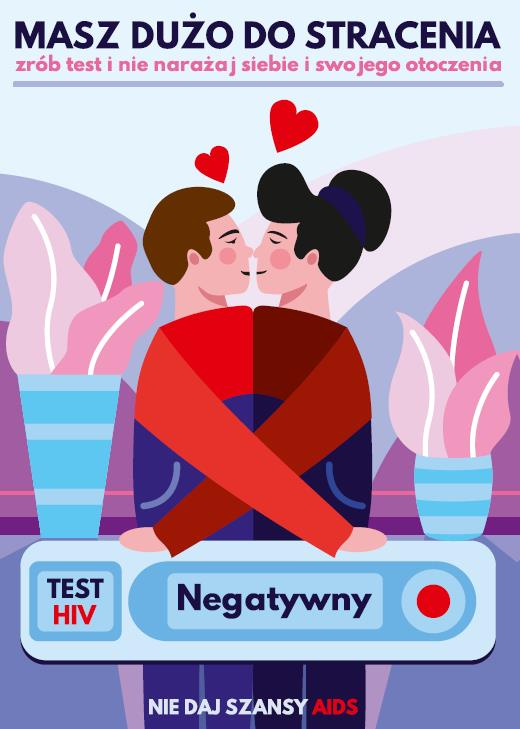 MASZ DUŻO DO STRACENIA
zrób test i nie narażaj siebie i swojego otoczenia
TEST
HIV
Negatywny
NIE DAJ SZANSY AIDS